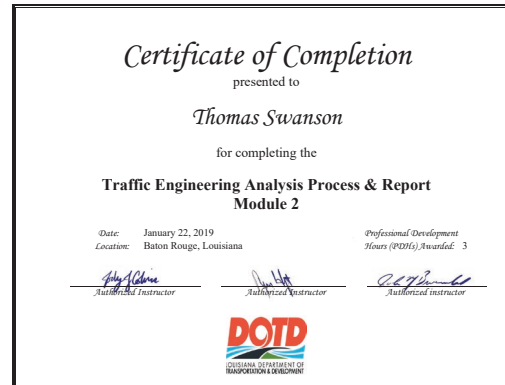 Certificate of Completion
presented to
Thomas Swanson
for completing the
Traffic Engineering Analysis Process & Report
Module 2
Date: January 22, 2019
Location: Baton Rouge, Louisiana
Professional Development
Hours (PDHs) Awarded: 3
Authorized Instructor
Authorized Instructor
Authorized instructor
DOTD
LOUISIANA DEPARTMENT OF
TRANSPORTATION & DEVELOPMENT